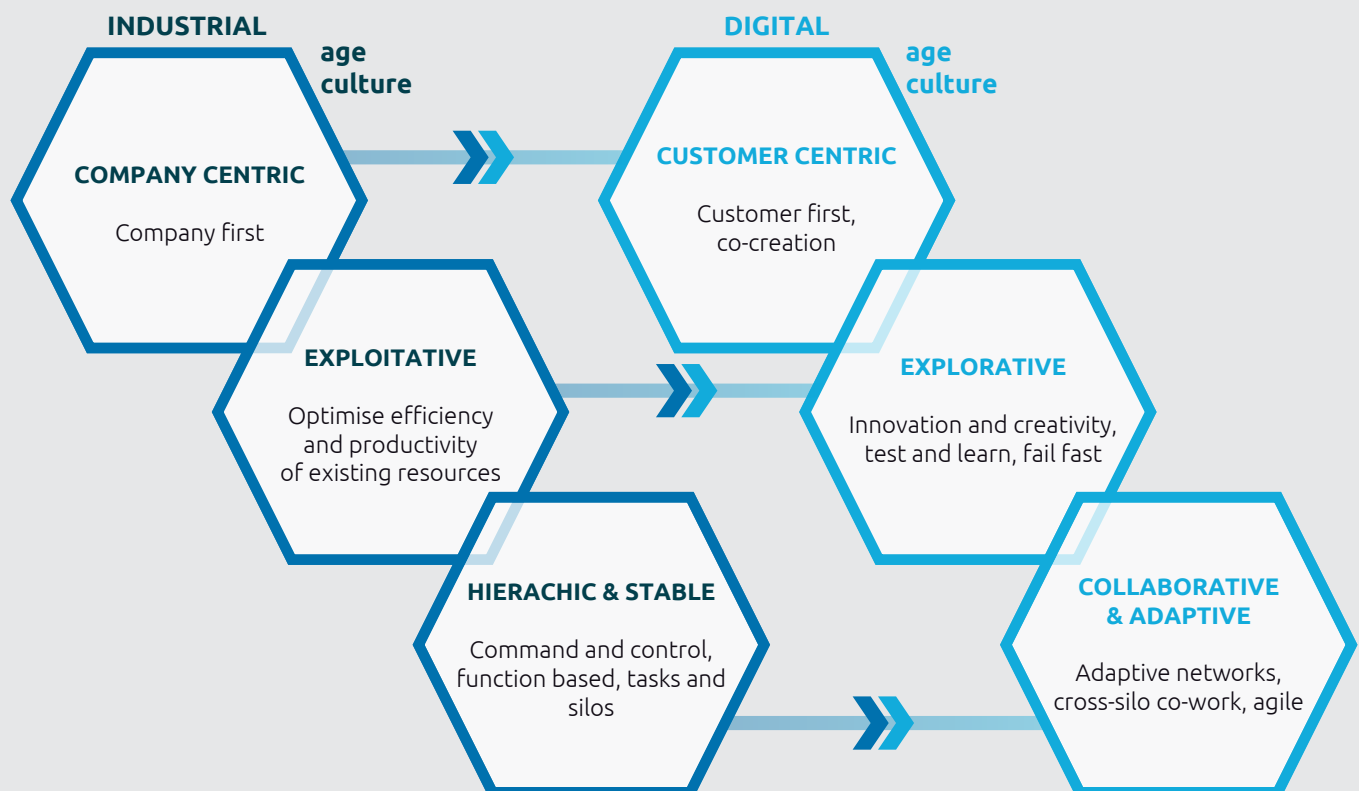 INDUSTRIAL
age
culture
DIGITAL
age
culture
COMPANY CENTRIC
Company first
CUSTOMER CENTRIC
Customer first,
co-creation
EXPLOITATIVE
Optimise efficiency
and productivity
of existing resources
EXPLORATIVE
Innovation and creativity,
test and learn, fail fast
HIERACHIC & STABLE
Command and control,
function based, tasks and
silos
COLLABORATIVE
& ADAPTIVE
Adaptive networks,
cross-silo co-work, agile